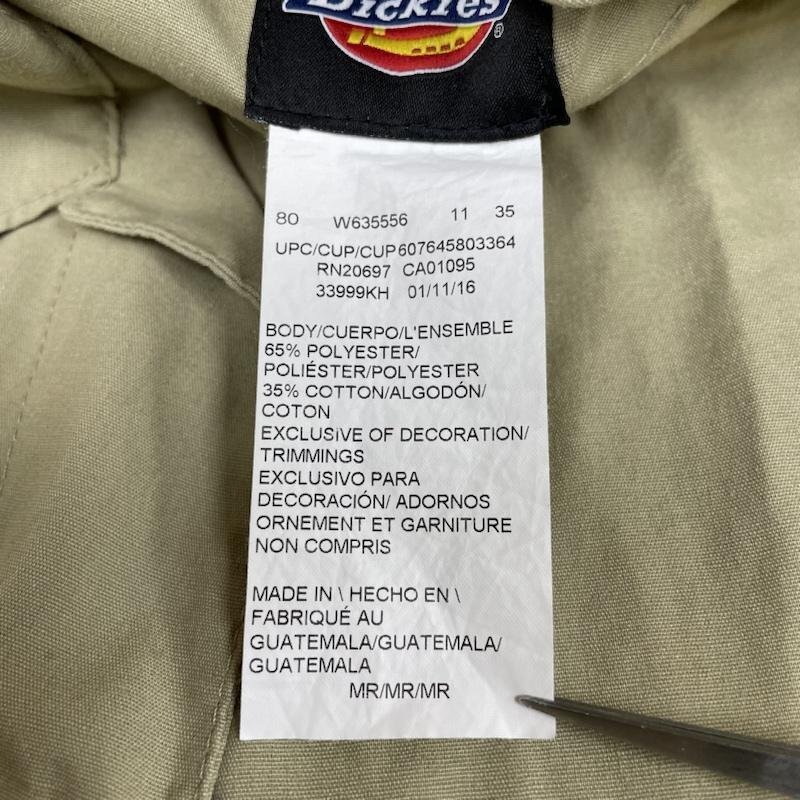 Dickies
®
80 W635556 11 35
UPC/CUP/CUP607645803364
RN20697 CA01095
33999KH 01/11/16
BODY/CUERPO/L'ENSEMBLE
65% POLYESTER/
POLIÉSTER/POLYESTER
35% COTTON/ALGODÓN/
COTON
EXCLUSIVE OF DECORATION/
TRIMMINGS
EXCLUSIVO PARA
DECORACIÓN/ ADORNOS
ORNEMENT ET GARNITURE
NON COMPRIS
MADE IN \ HECHO EN \
FABRIQUÉ AU
GUATEMALA/GUATEMALA/
GUATEMALA
MR/MR/MR